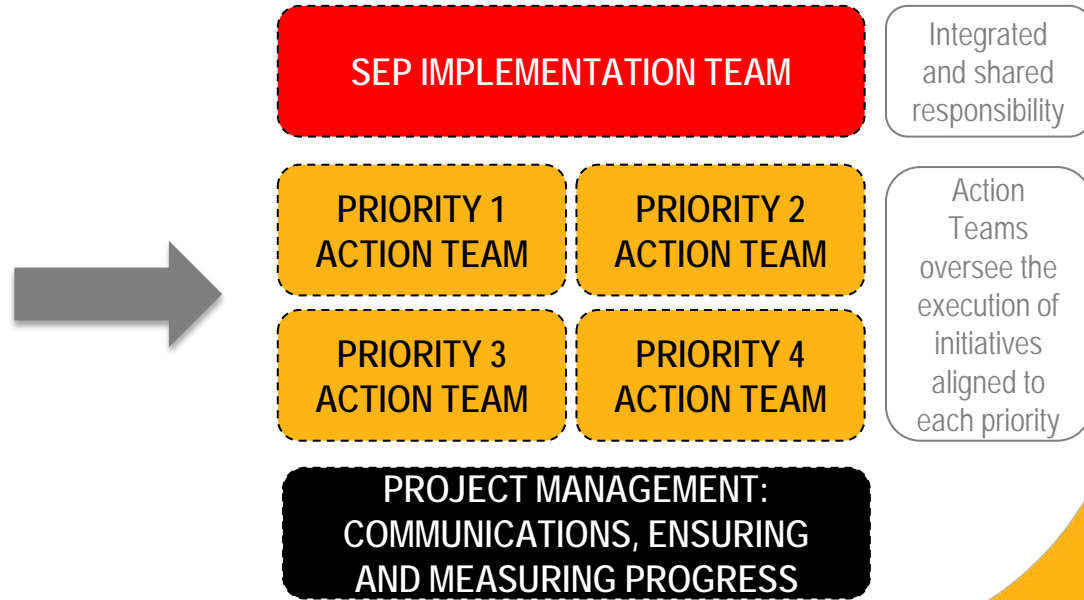 SEP IMPLEMENTATION TEAM
Integrated
and shared
responsibility
PRIORITY 1
ACTION TEAM
PRIORITY 2
ACTION TEAM
PRIORITY 3
ACTION TEAM
PRIORITY 4
ACTION TEAM
Action
Teams
oversee the
execution of
initiatives
aligned to
each priority
PROJECT MANAGEMENT:
COMMUNICATIONS, ENSURING
AND MEASURING PROGRESS